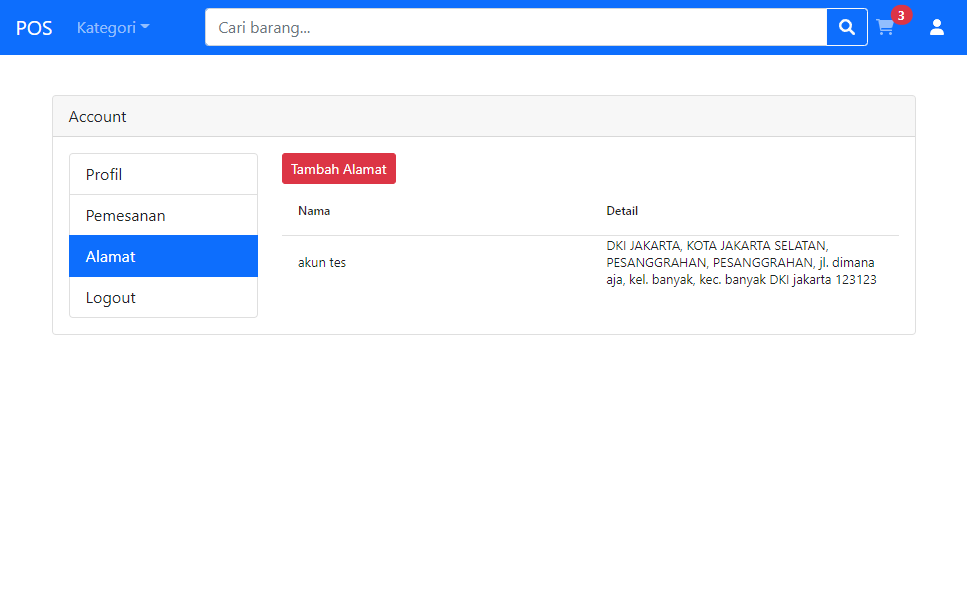 POS Kategori Cari barang... 3
Account
Profil
Pemesanan
Alamat
Logout
Tambah Alamat
Nama Detail
akun tes
DKI JAKARTA, KOTA JAKARTA SELATAN,
PESANGGRAHAN, PESANGGRAHAN, jl. dimana
aja, kel. banyak, kec. banyak DKI jakarta 123123